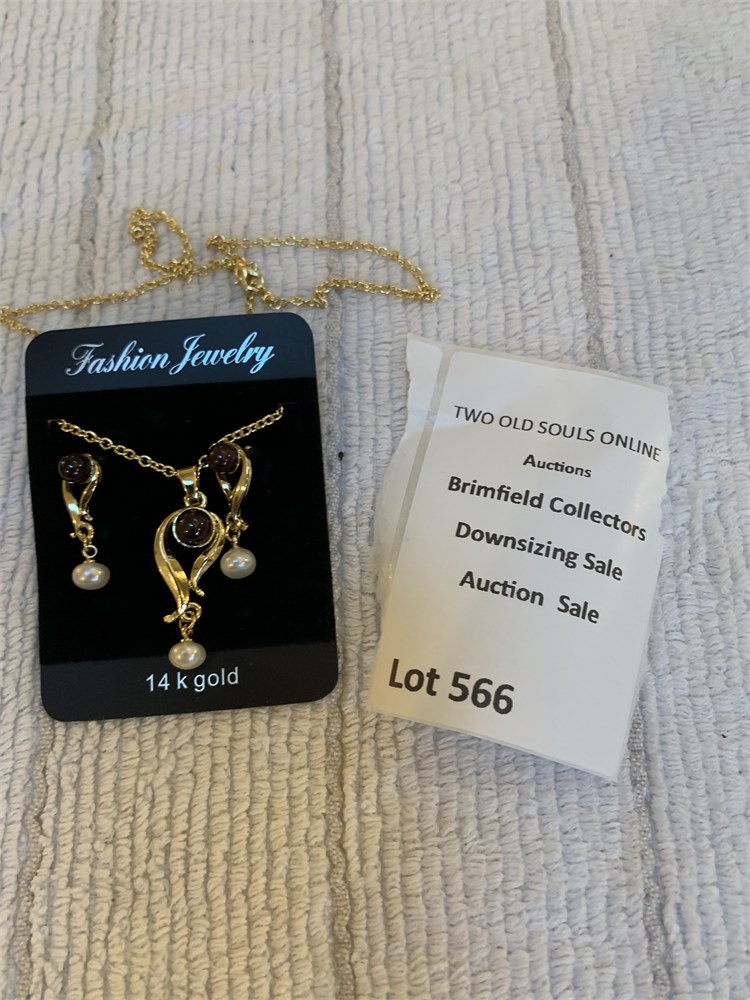 Fashion Jewelry
14 k gold
TWO OLD SOULS ONLINE
Auctions
Brimfield Collectors
Downsizing Sale
Auction Sale
Lot 566